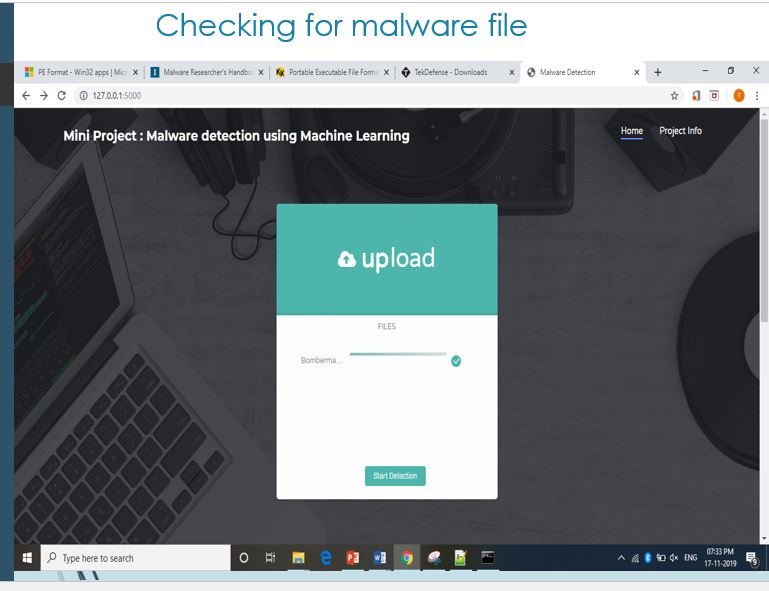 Checking for malware file
PE Format - Win32 apps | Mic
Malware Researcher's Handbo
Portable Executable File Forma
TekDefense - Downloads
Malware Detection
127.0.0.1:5000
Mini Project : Malware detection using Machine Learning
Home Project Info
upload
FILES
Bomberma...
Start Detection
Type here to search
ENG
07:33 PM
17-11-2019